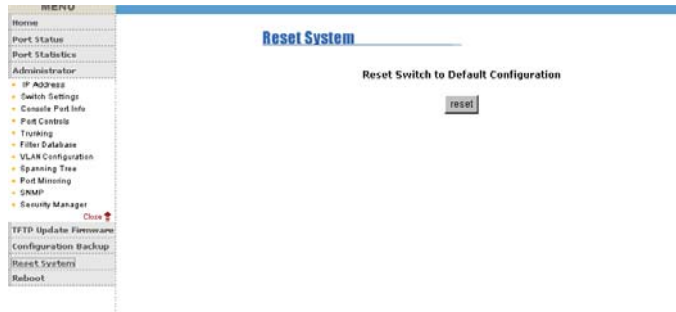 MENU
Home
Port Status
Port Statistics
Administrator
IP Address
Switch Settings
Console Port Info
Port Controls
Trunking
Filter Database
VLAN Configuration
Spanning Tree
Port Mirroring
SNMP
Security Manager
Close
TFTP Update Firmware
Configuration Backup
Reset System
Reboot
Reset System
Reset Switch to Default Configuration
reset